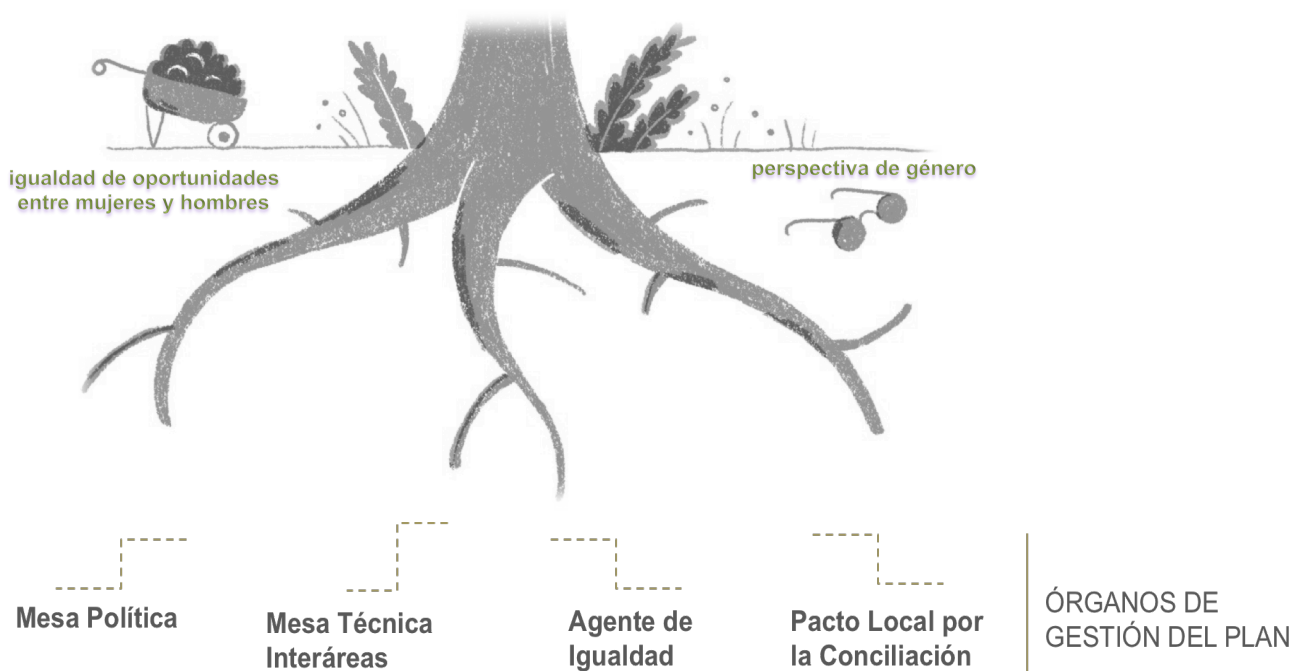 igualdad de oportunidades
entre mujeres y hombres
perspectiva de género
Mesa Política
Mesa Técnica
Interáreas
Agente de
Igualdad
Pacto Local por
la Conciliación
ÓRGANOS DE
GESTIÓN DEL PLAN